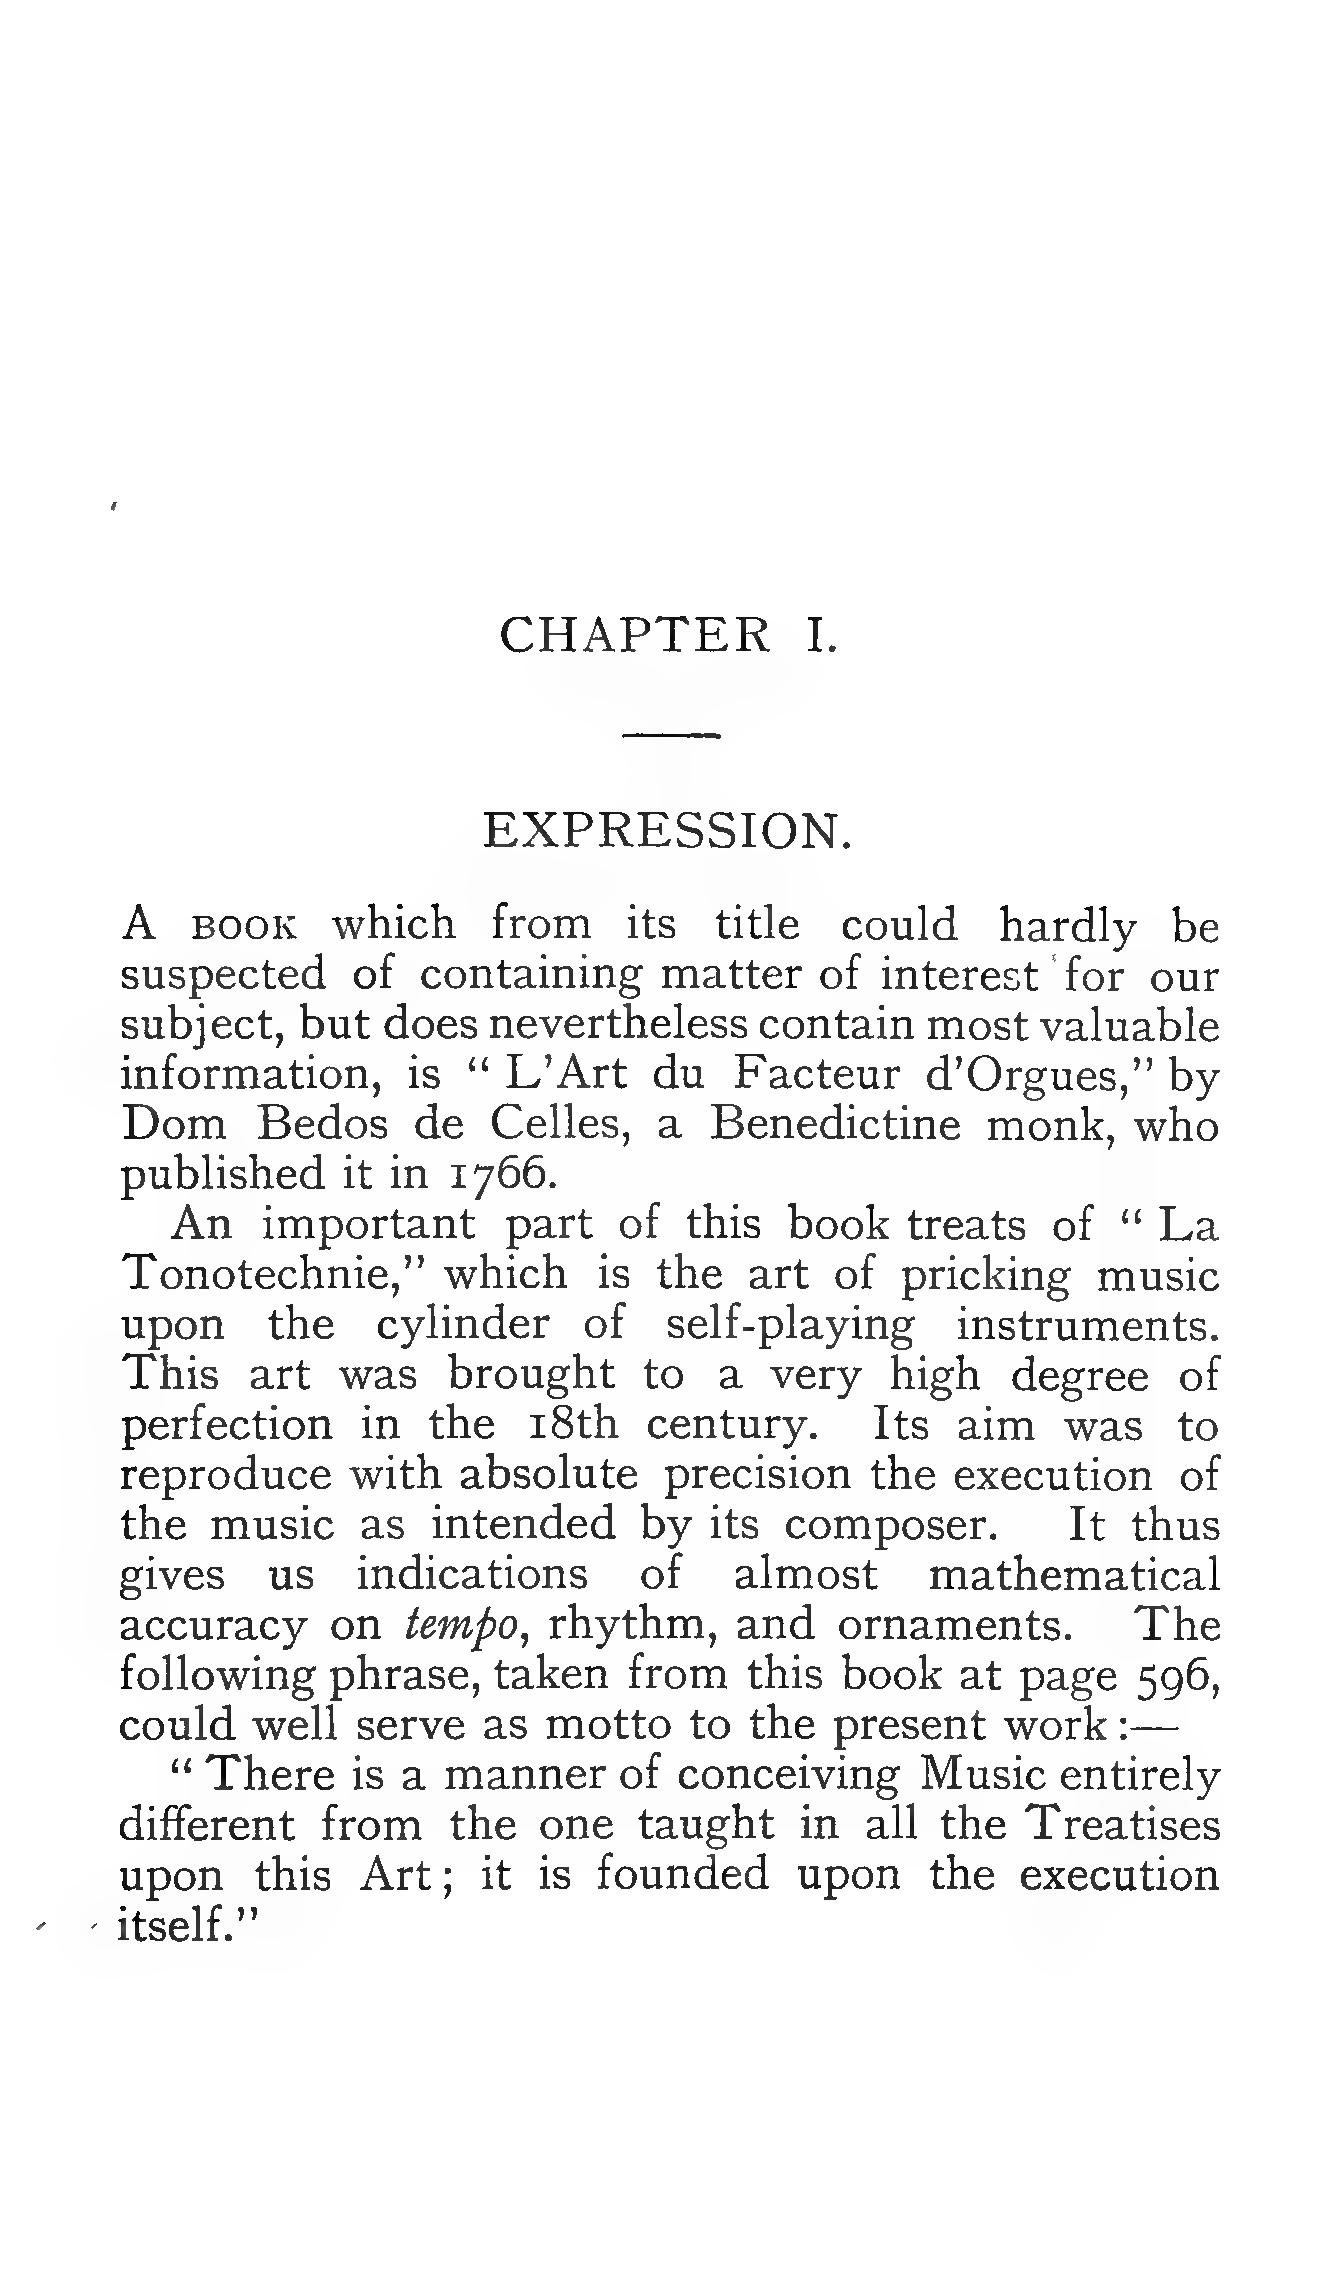 CHAPTER I.
EXPRESSION.
A BOOK which from its title could hardly be
suspected of containing matter of interest for our
subject, but does nevertheless contain most valuable
information, is “ L’Art du Facteur d’Orgues,” by
Dom Bedos de Celles, a Benedictine monk, who
published it in 1766.
An important part of this book treats of “ La
Tonotechnie,” which is the art of pricking music
upon the cylinder of self-playing instruments.
This art was brought to a very high degree of
perfection in the 18th century. Its aim was to
reproduce with absolute precision the execution of
the music as intended by its composer. It thus
gives us indications of almost mathematical
accuracy on tempo, rhythm, and ornaments. The
following phrase, taken from this book at page 596,
could well serve as motto to the present work :—
“ There is a manner of conceiving Music entirely
different from the one taught in all the Treatises
upon this Art ; it is founded upon the execution
itself.”